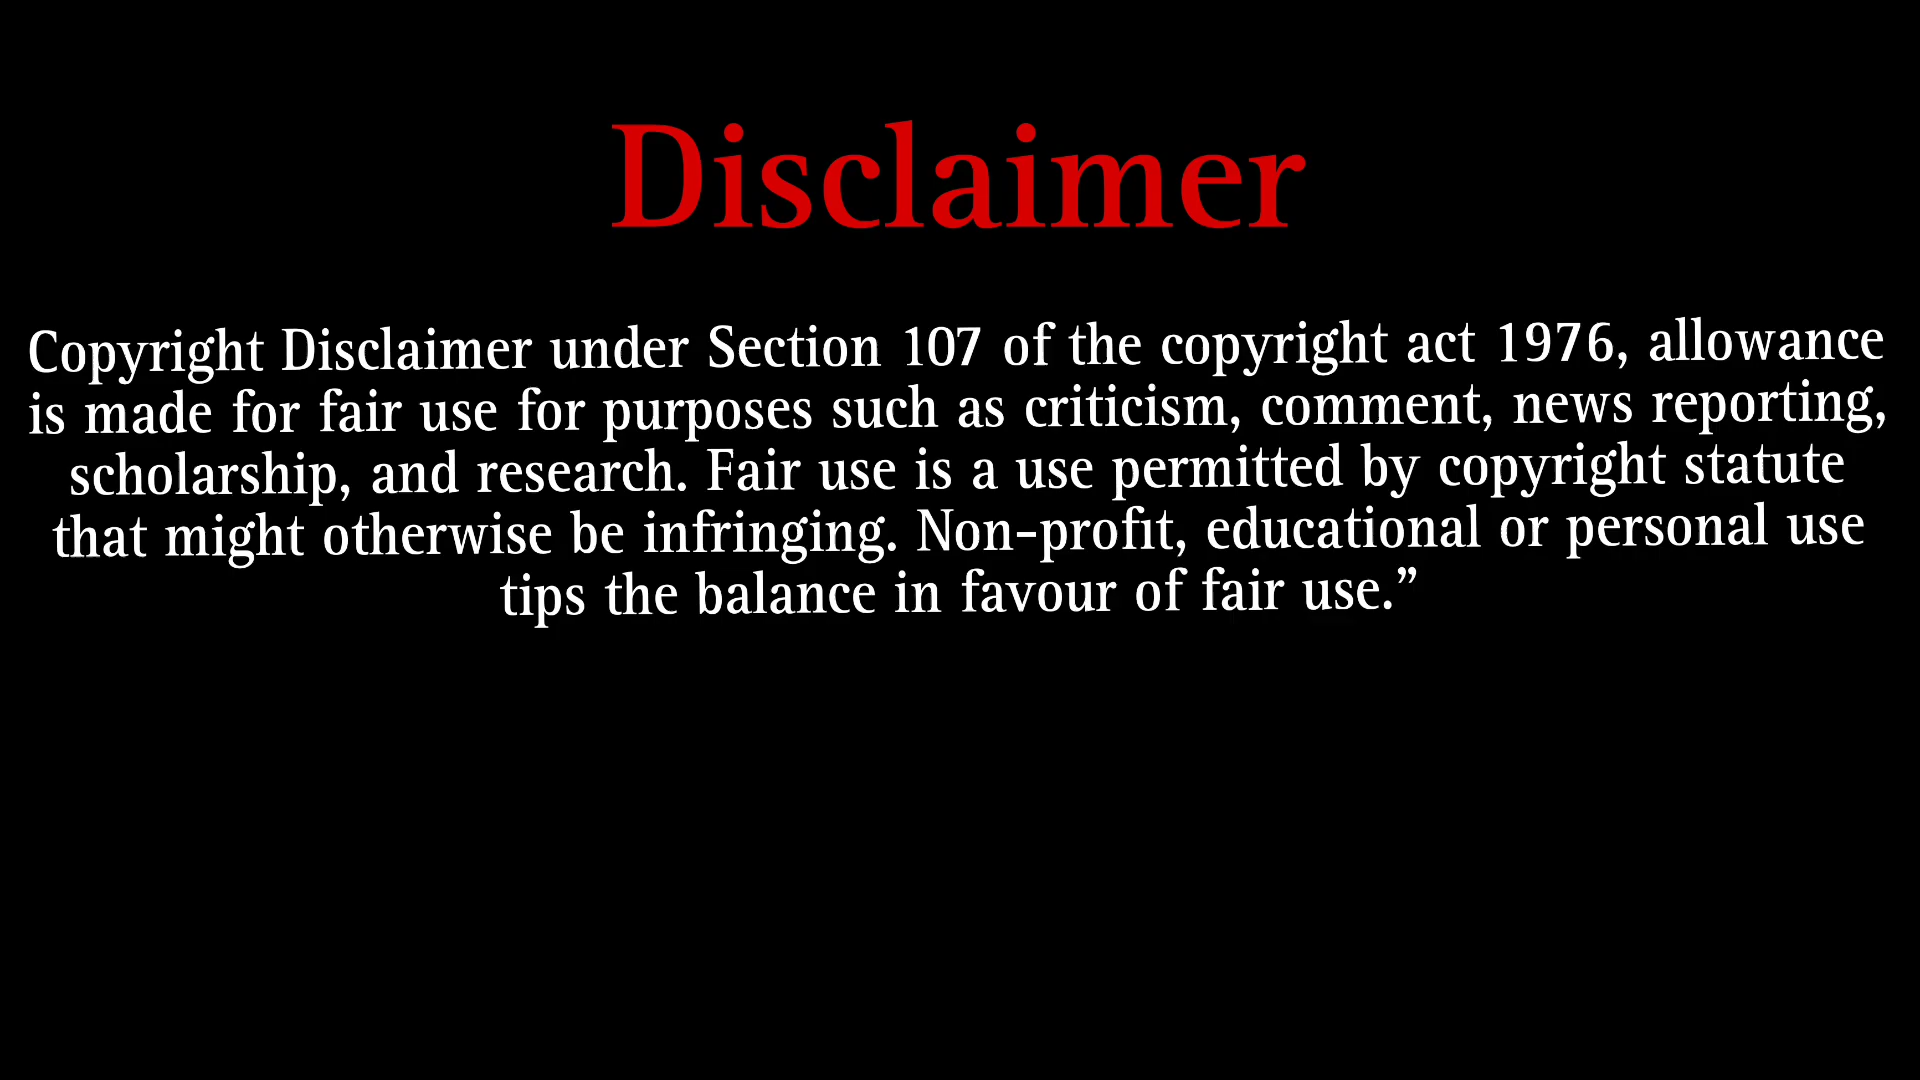 Disclaimer
Copyright Disclaimer under Section 107 of the copyright act 1976, allowance
is made for fair use for purposes such as criticism, comment, news reporting,
scholarship, and research. Fair use is a use permitted by copyright statute
that might otherwise be infringing. Non-profit, educational or personal use
tips the balance in favour of fair use.”